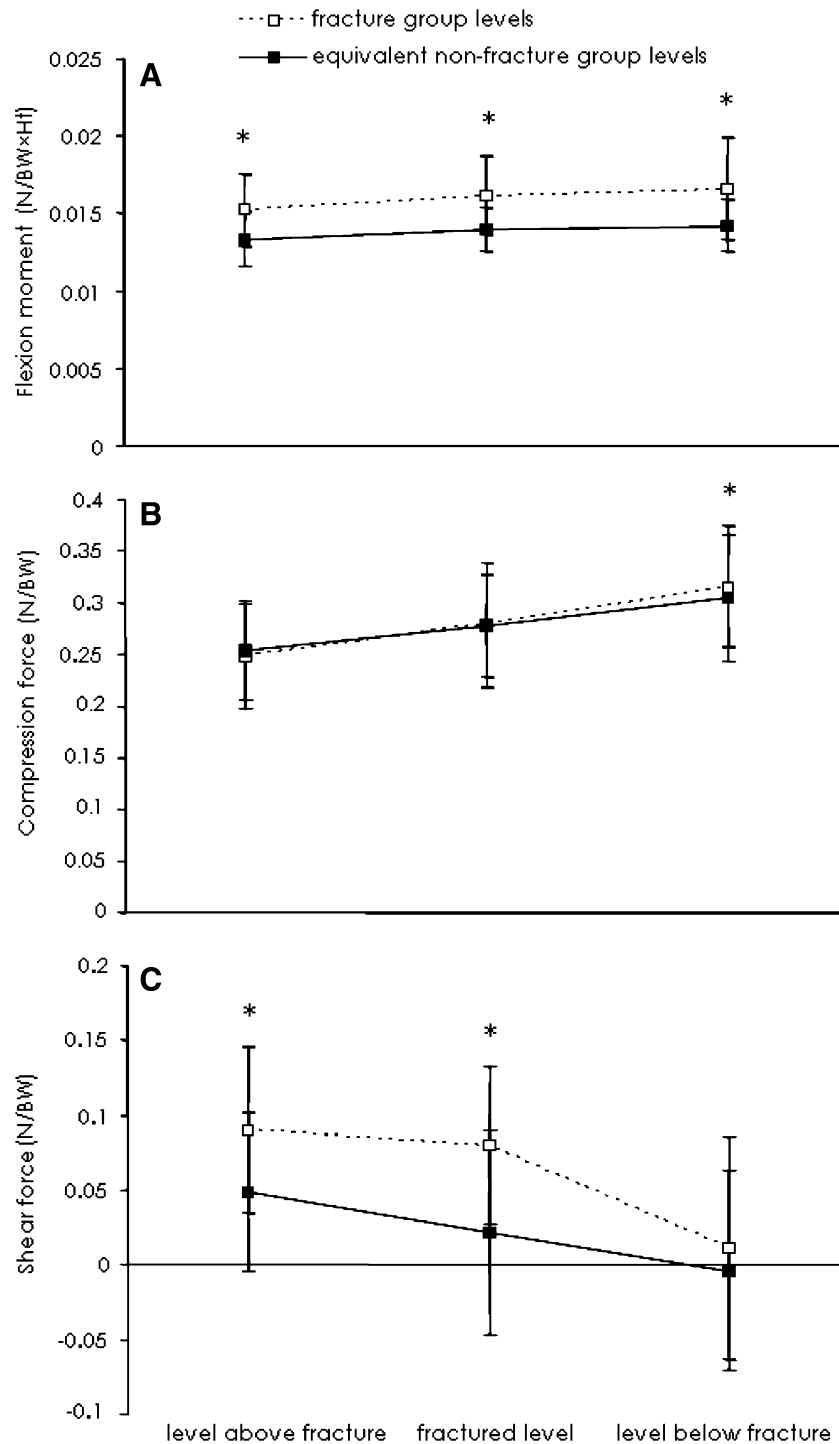 fracture group levels
equivalent non-fracture group levels
A
Flexion moment (N/BW×Ht)
0.025
0.02
0.015
0.01
0.005
0
*
*
*
B
Compression force (N/BW)
0.4
0.35
0.3
0.25
0.2
0.15
0.1
0.05
0
*
C
Shear force (N/BW)
0.2
0.15
0.1
0.05
0
-0.05
-0.1
*
*
level above fracture
fractured level
level below fracture